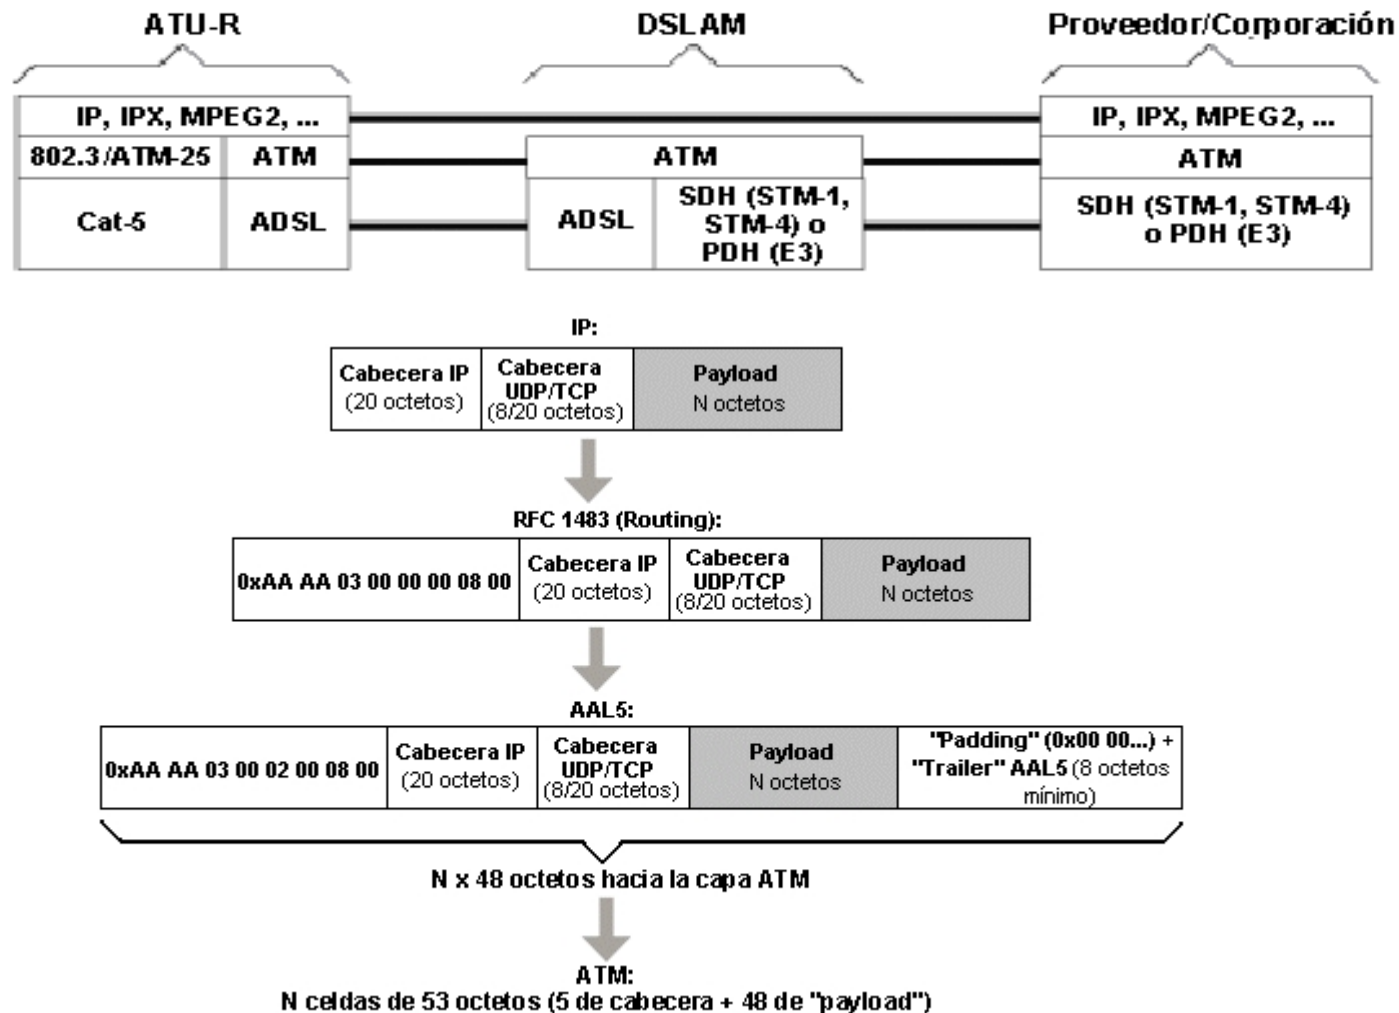 ATU-R
DSLAM
Proveedor/Corporación
IP, IPX, MPEG2, ...
802.3/ATM-25
ATM
Cat-5
ADSL
ATM
ADSL
SDH (STM-1,
STM-4) o
PDH (E3)
IP, IPX, MPEG2, ...
ATM
SDH (STM-1, STM-4)
o PDH (E3)
IP:
Cabecera IP
(20 octetos)
Cabecera
UDP/TCP
(8/20 octetos)
Payload
N octetos
RFC 1483 (Routing):
0xAA AA 03 00 00 00 08 00
Cabecera IP
(20 octetos)
Cabecera
UDP/TCP
(8/20 octetos)
Payload
N octetos
AAL5:
0xAA AA 03 00 02 00 08 00
Cabecera IP
(20 octetos)
Cabecera
UDP/TCP
(8/20 octetos)
Payload
N octetos
"Padding" (0x00 00...) +
"Trailer" AAL5 (8 octetos
mínimo)
N x 48 octetos hacia la capa ATM
ATM:
N celdas de 53 octetos (5 de cabecera + 48 de "payload")